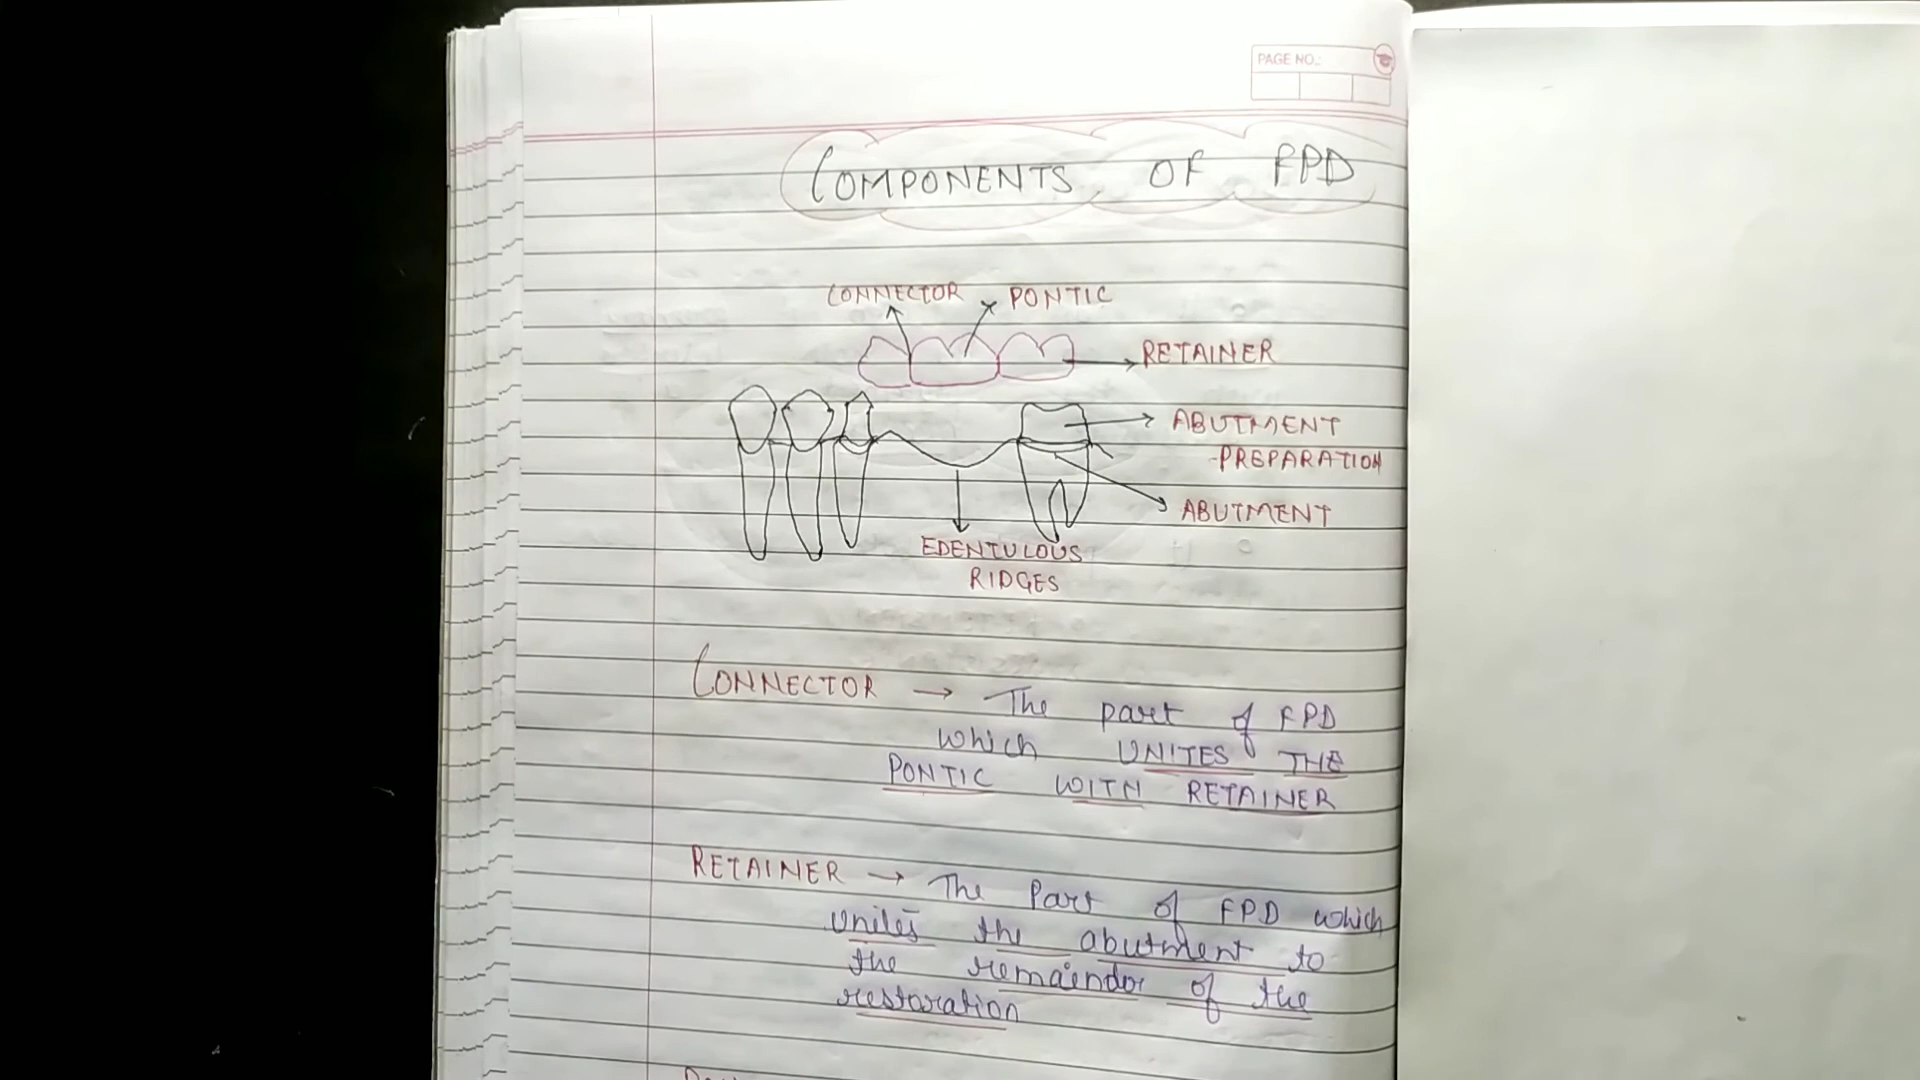 PAGE NO.:
COMPONENTS OF FPD
CONNECTOR PONTIC
RETAINER
ABUTMENT
PREPARATION
ABUTMENT
EDENTULOUS
RIDGES
CONNECTOR → The part of FPD
which UNITES THE
PONTIC WITH RETAINER
RETAINER → The Part of FPD which
unites the abutment to
the remainder of the
restoration